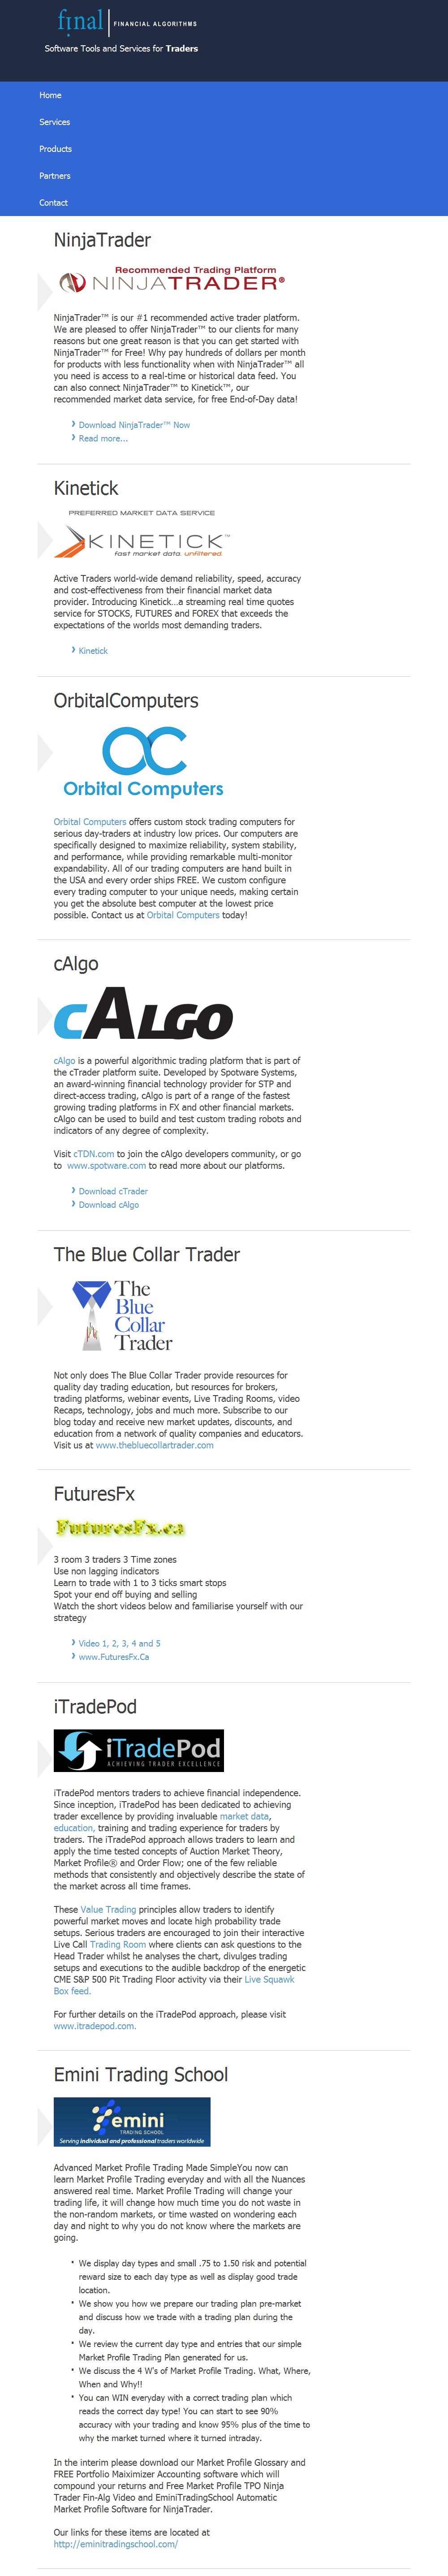 final FINANCIAL ALGORITHMS
Software Tools and Services for Traders
Home
Services
Products
Partners
Contact
NinjaTrader
Recommended Trading Platform
NINJATRADER®
NinjaTrader™ is our #1 recommended active trader platform.
We are pleased to offer NinjaTrader™ to our clients for many
reasons but one great reason is that you can get started with
NinjaTrader™ for Free! Why pay hundreds of dollars per month
for products with less functionality when with NinjaTrader™ all
you need is access to a real-time or historical data feed. You
can also connect NinjaTrader™ to Kinetick™, our
recommended market data service, for free End-of-Day data!
Download NinjaTrader™ Now
Read more...
Kinetick
PREFERRED MARKET DATA SERVICE
KINETICK™
fast market data. unfiltered.
Active Traders world-wide demand reliability, speed, accuracy
and cost-effectiveness from their financial market data
provider. Introducing Kinetick...a streaming real time quotes
service for STOCKS, FUTURES and FOREX that exceeds the
expectations of the worlds most demanding traders.
Kinetick
OrbitalComputers
Orbital Computers
Orbital Computers offers custom stock trading computers for
serious day-traders at industry low prices. Our computers are
specifically designed to maximize reliability, system stability,
and performance, while providing remarkable multi-monitor
expandability. All of our trading computers are hand built in
the USA and every order ships FREE. We custom configure
every trading computer to your unique needs, making certain
you get the absolute best computer at the lowest price
possible. Contact us at Orbital Computers today!
cAlgo
cALGO
cAlgo is a powerful algorithmic trading platform that is part of
the cTrader platform suite. Developed by Spotware Systems,
an award-winning financial technology provider for STP and
direct-access trading, cAlgo is part of a range of the fastest
growing trading platforms in FX and other financial markets.
cAlgo can be used to build and test custom trading robots and
indicators of any degree of complexity.
Visit cTDN.com to join the cAlgo developers community, or go
to www.spotware.com to read more about our platforms.
Download cTrader
Download cAlgo
The Blue Collar Trader
The
Blue
Collar
Trader
Not only does The Blue Collar Trader provide resources for
quality day trading education, but resources for brokers,
trading platforms, webinar events, Live Trading Rooms, video
Recaps, technology, jobs and much more. Subscribe to our
blog today and receive new market updates, discounts, and
education from a network of quality companies and educators.
Visit us at www.thebluecollartrader.com
FuturesFx
FuturesFx.ca
3 room 3 traders 3 Time zones
Use non lagging indicators
Learn to trade with 1 to 3 ticks smart stops
Spot your end off buying and selling
Watch the short videos below and familiarise yourself with our
strategy
Video 1, 2, 3, 4 and 5
www.FuturesFx.Ca
iTradePod
iTradePod
ACHIEVING TRADER EXCELLENCE
iTradePod mentors traders to achieve financial independence.
Since inception, iTradePod has been dedicated to achieving
trader excellence by providing invaluable market data,
education, training and trading experience for traders by
traders. The iTradePod approach allows traders to learn and
apply the time tested concepts of Auction Market Theory,
Market Profile® and Order Flow; one of the few reliable
methods that consistently and objectively describe the state of
the market across all time frames.
These Value Trading principles allow traders to identify
powerful market moves and locate high probability trade
setups. Serious traders are encouraged to join their interactive
Live Call Trading Room where clients can ask questions to the
Head Trader whilst he analyses the chart, divulges trading
setups and executions to the audible backdrop of the energetic
CME S&P 500 Pit Trading Floor activity via their Live Squawk
Box feed.
For further details on the iTradePod approach, please visit
www.itradepod.com.
Emini Trading School
emini
TRADING SCHOOL
Serving individual and professional traders worldwide
Advanced Market Profile Trading Made SimpleYou now can
learn Market Profile Trading everyday and with all the Nuances
answered real time. Market Profile Trading will change your
trading life, it will change how much time you do not waste in
the non-random markets, or time wasted on wondering each
day and night to why you do not know where the markets are
going.
We display day types and small .75 to 1.50 risk and potential
reward size to each day type as well as display good trade
location.
We show you how we prepare our trading plan pre-market
and discuss how we trade with a trading plan during the
day.
We review the current day type and entries that our simple
Market Profile Trading Plan generated for us.
We discuss the 4 W's of Market Profile Trading. What, Where,
When and Why!!
You can WIN everyday with a correct trading plan which
reads the correct day type! You can start to see 90%
accuracy with your trading and know 95% plus of the time to
why the market turned where it turned intraday.
In the interim please download our Market Profile Glossary and
FREE Portfolio Maiximizer Accounting software which will
compound your returns and Free Market Profile TPO Ninja
Trader Fin-Alg Video and EminiTradingSchool Automatic
Market Profile Software for NinjaTrader.
Our links for these items are located at
http://eminitradingschool.com/